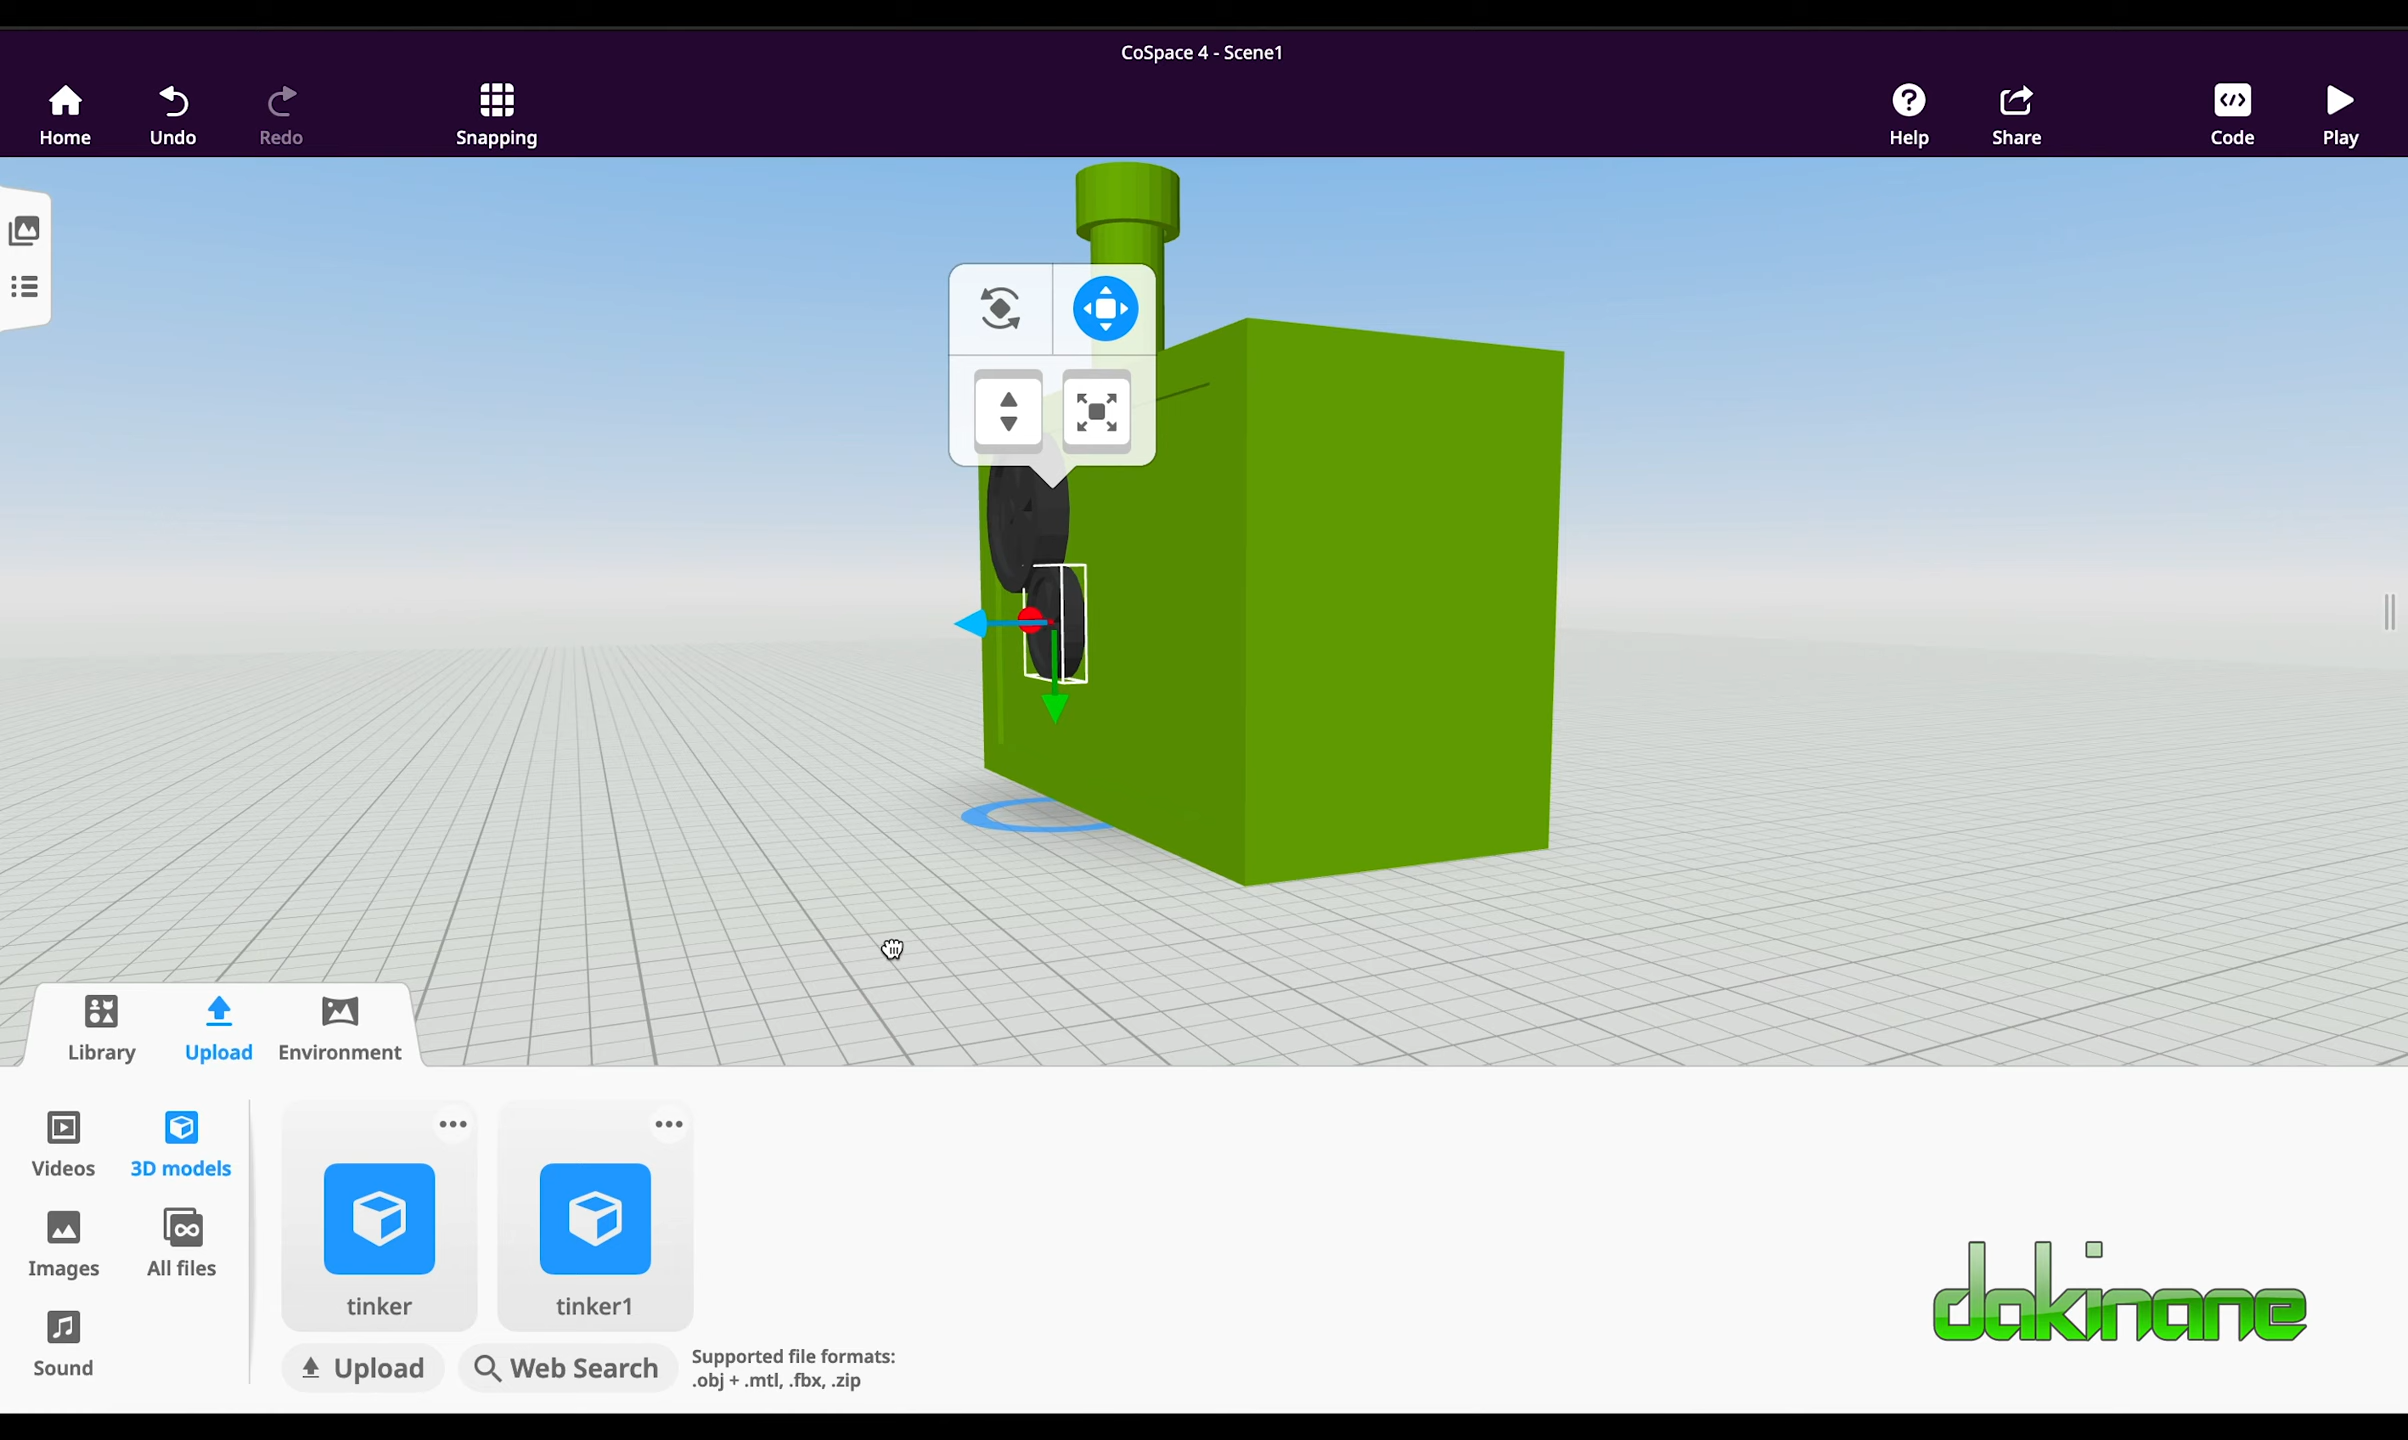 CoSpace 4 - Scene1
Home
Undo
Redo
Snapping
Help
Share
Code
Play
Library
Upload
Environment
Videos
3D models
Images
All files
Sound
tinker
tinker1
Upload
Web Search
Supported file formats:
.obj + .mtl, .fbx, .zip
dakinane